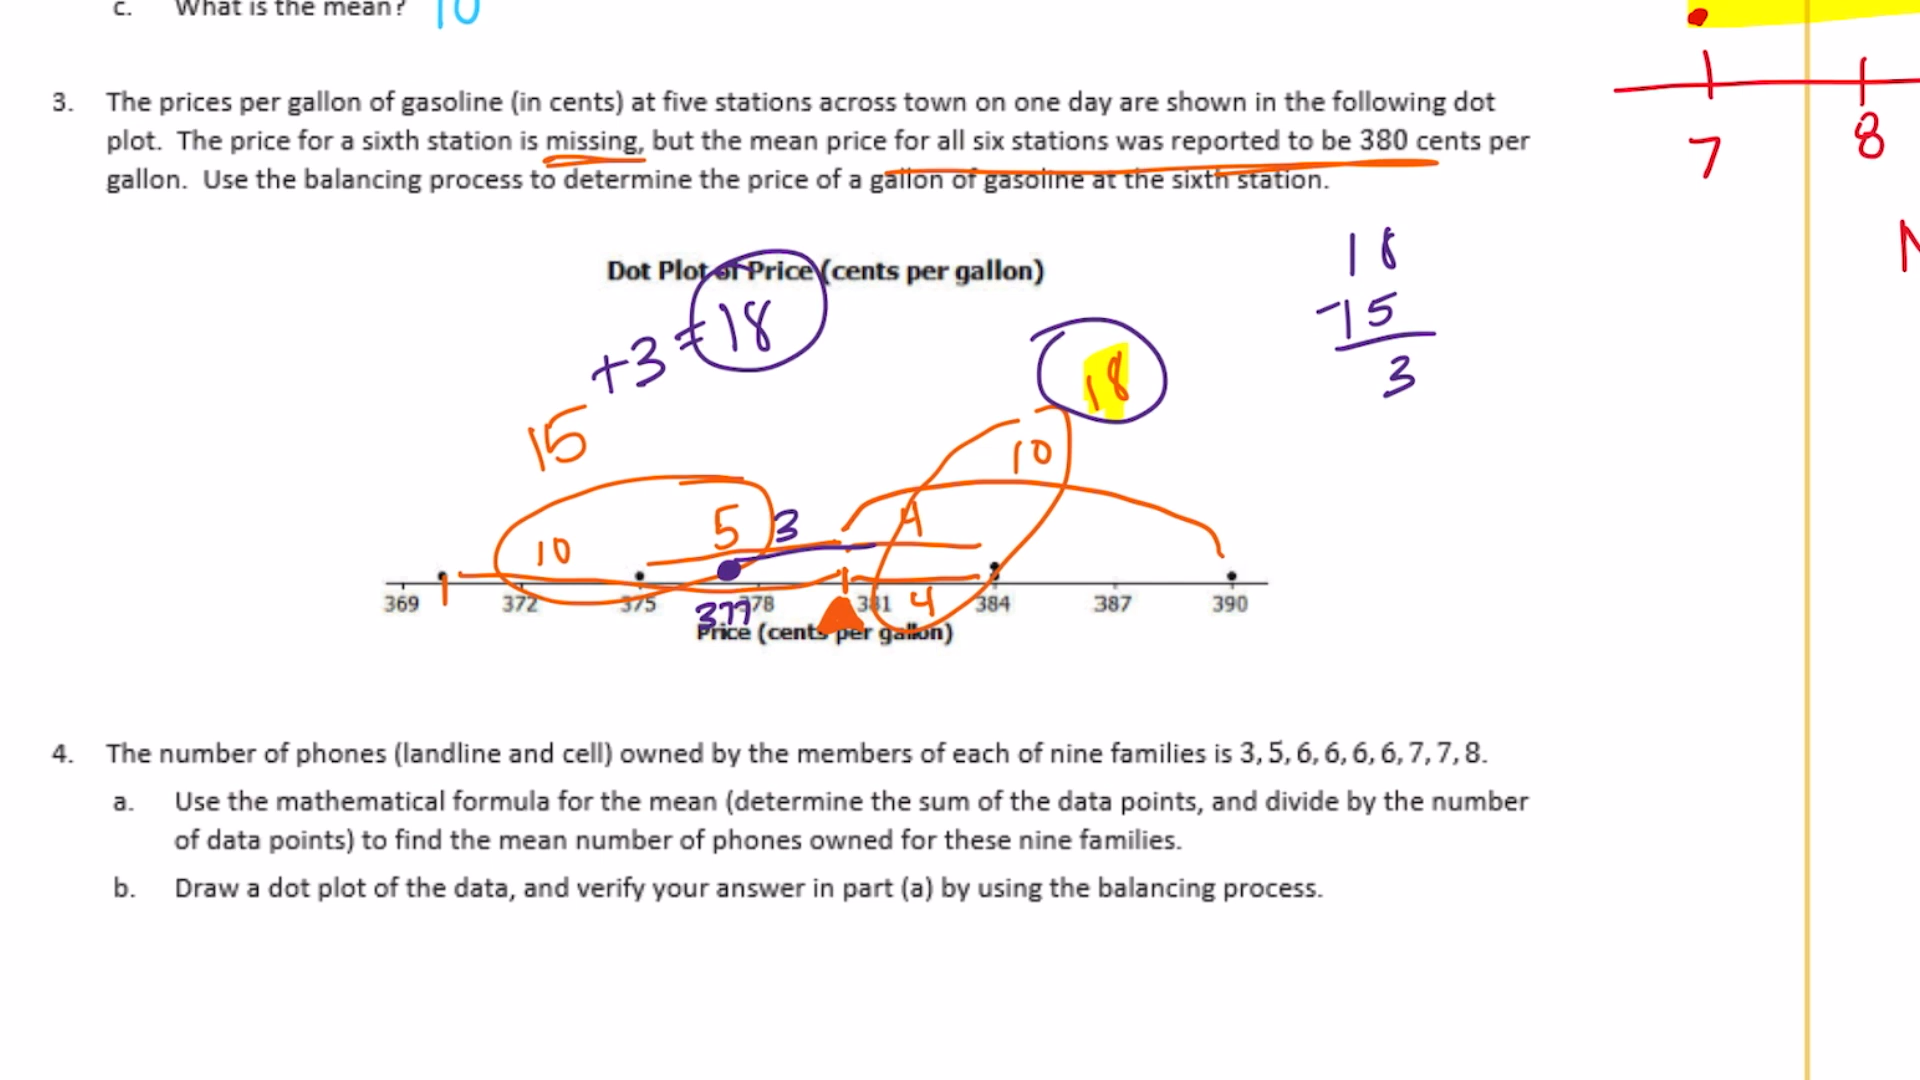 c. What is the mean? 10
3. The prices per gallon of gasoline (in cents) at five stations across town on one day are shown in the following dot
plot. The price for a sixth station is missing, but the mean price for all six stations was reported to be 380 cents per
gallon. Use the balancing process to determine the price of a gallon of gasoline at the sixth station.
7 8
Dot Plot of Price (cents per gallon)
18
-15
3
+3 = 18
18
15
10
5 3 4
10
369 372 375 377 378 381 4 384 387 390
Price (cents per gallon)
4. The number of phones (landline and cell) owned by the members of each of nine families is 3, 5, 6, 6, 6, 6, 7, 7, 8.
a. Use the mathematical formula for the mean (determine the sum of the data points, and divide by the number
of data points) to find the mean number of phones owned for these nine families.
b. Draw a dot plot of the data, and verify your answer in part (a) by using the balancing process.